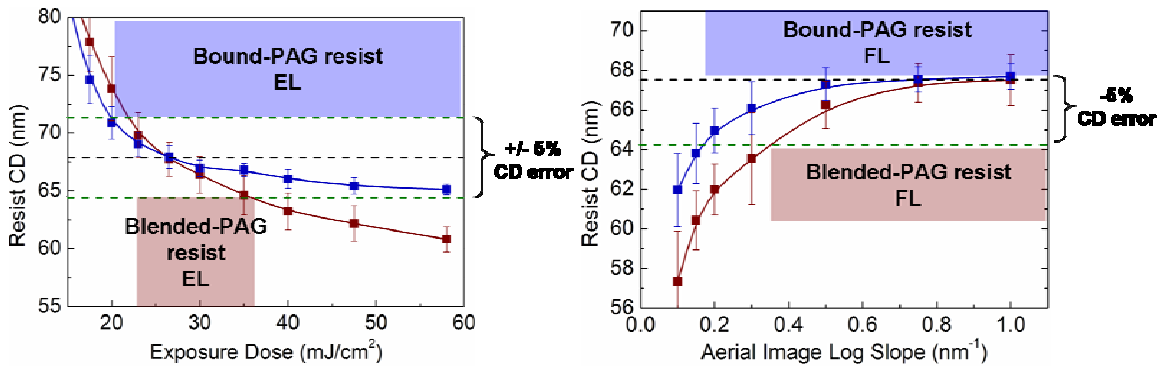 80
75
70
65
60
55
Resist CD (nm)
Bound-PAG resist
EL
Blended-PAG
resist
EL
+/- 5%
CD error
20
30
40
50
60
Exposure Dose (mJ/cm²)
70
68
66
64
62
60
58
56
Resist CD (nm)
Bound-PAG resist
FL
Blended-PAG resist
FL
-5%
CD error
0.0
0.2
0.4
0.6
0.8
1.0
Aerial Image Log Slope (nm⁻¹)